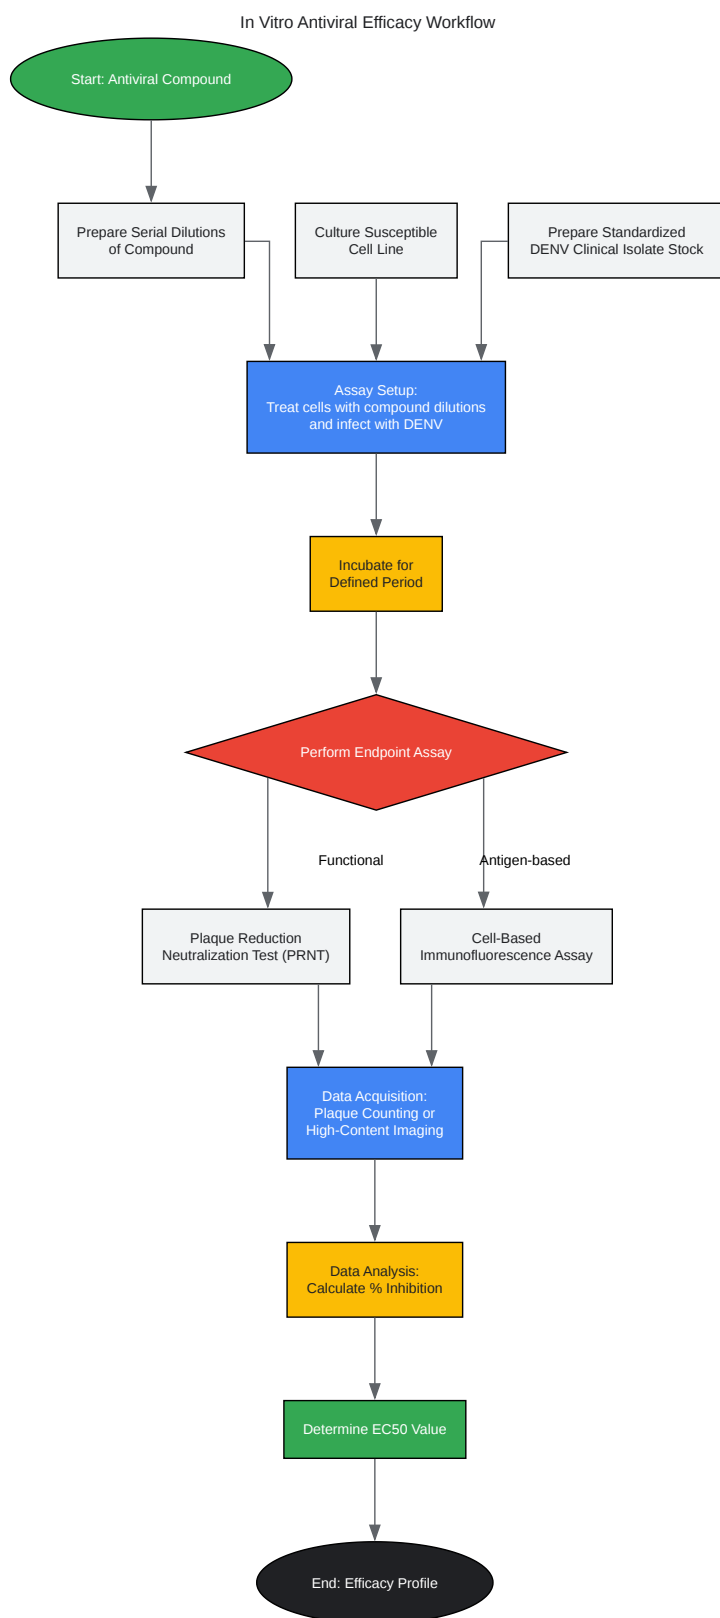 In Vitro Antiviral Efficacy Workflow
Start: Antiviral Compound
Prepare Serial Dilutions
of Compound
Culture Susceptible
Cell Line
Prepare Standardized
DENV Clinical Isolate Stock
Assay Setup:
Treat cells with compound dilutions
and infect with DENV
Incubate for
Defined Period
Perform Endpoint Assay
Functional
Antigen-based
Plaque Reduction
Neutralization Test (PRNT)
Cell-Based
Immunofluorescence Assay
Data Acquisition:
Plaque Counting or
High-Content Imaging
Data Analysis:
Calculate % Inhibition
Determine EC50 Value
End: Efficacy Profile